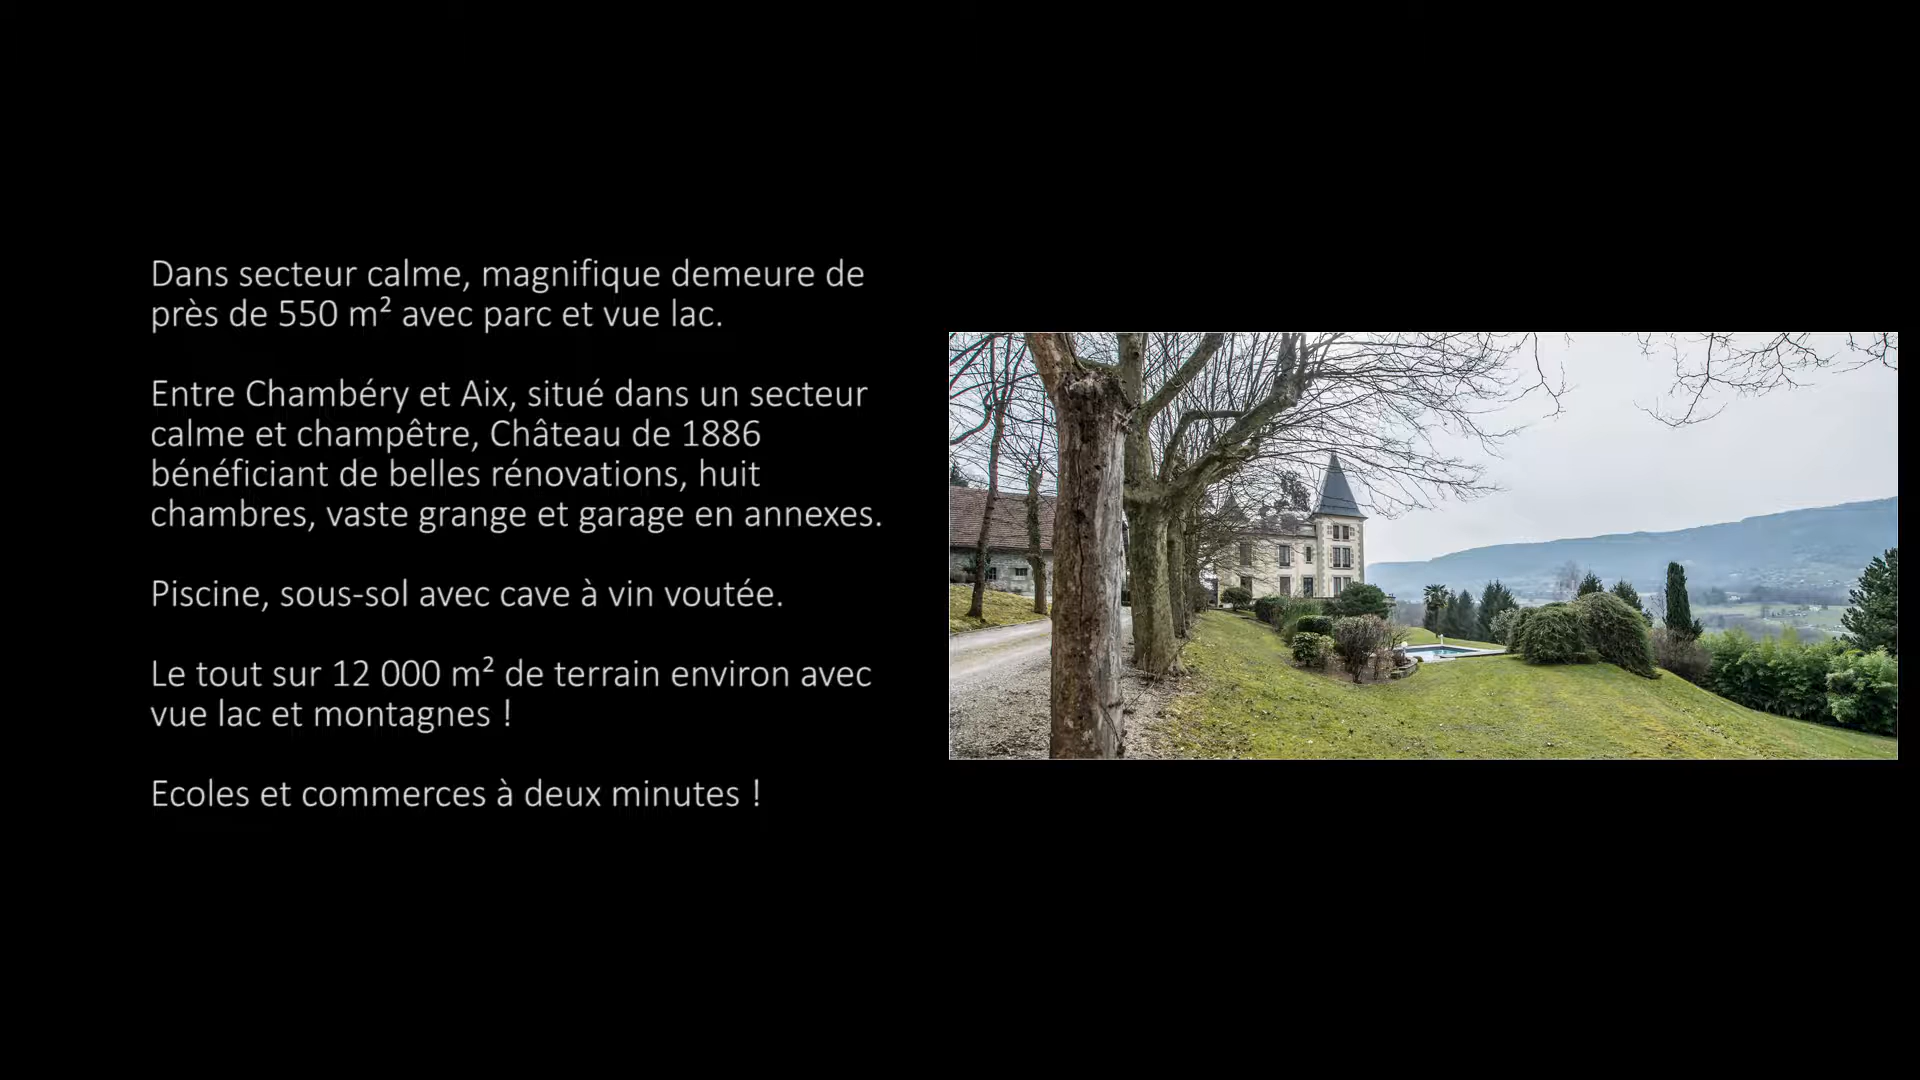 Dans secteur calme, magnifique demeure de
près de 550 m² avec parc et vue lac.
Entre Chambéry et Aix, situé dans un secteur
calme et champêtre, Château de 1886
bénéficiant de belles rénovations, huit
chambres, vaste grange et garage en annexes.
Piscine, sous-sol avec cave à vin voutée.
Le tout sur 12 000 m² de terrain environ avec
vue lac et montagnes !
Ecoles et commerces à deux minutes !